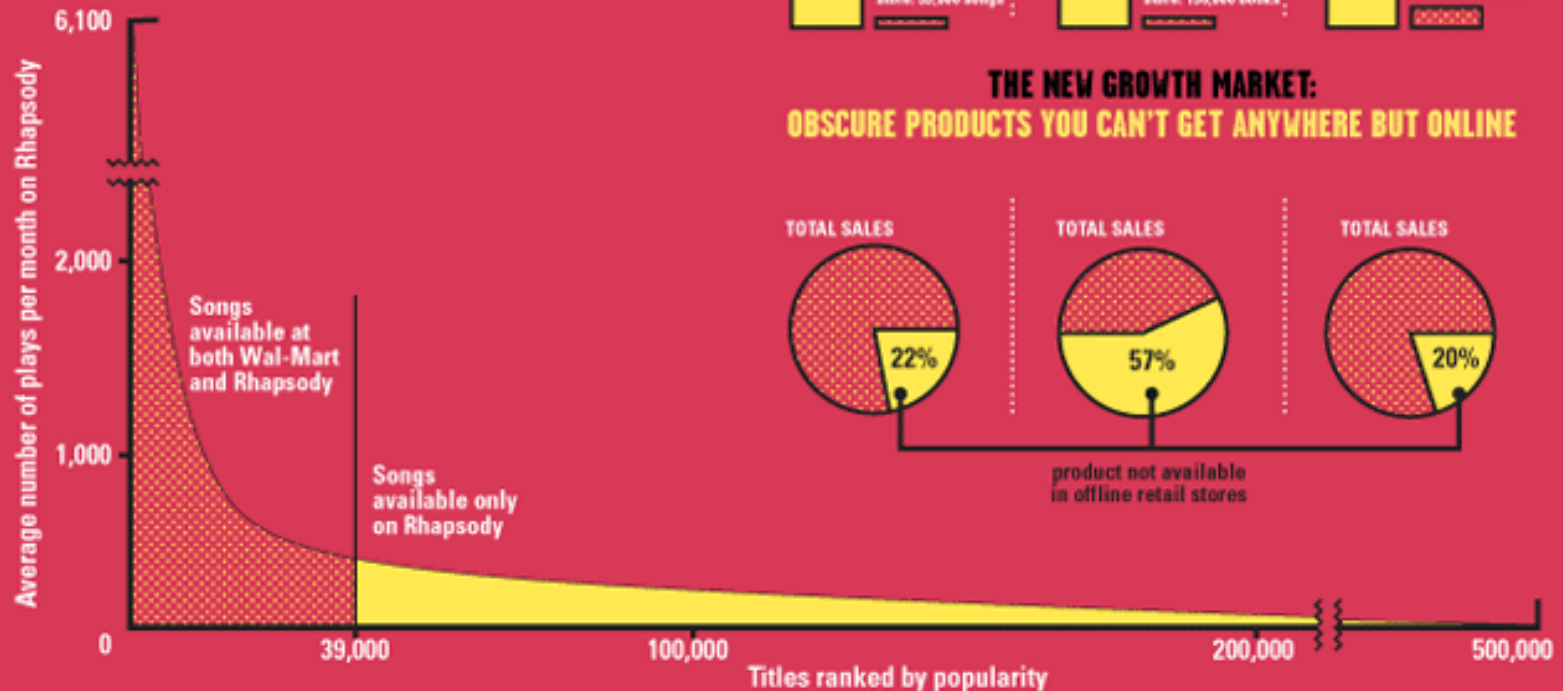 6,100
2,000
1,000
0
Average number of plays per month on Rhapsody
Songs
available at
both Wal-Mart
and Rhapsody
Songs
available only
on Rhapsody
39,000
100,000
200,000
500,000
Titles ranked by popularity
THE NEW GROWTH MARKET:
OBSCURE PRODUCTS YOU CAN'T GET ANYWHERE BUT ONLINE
TOTAL SALES
TOTAL SALES
TOTAL SALES
22%
57%
20%
product not available
in offline retail stores